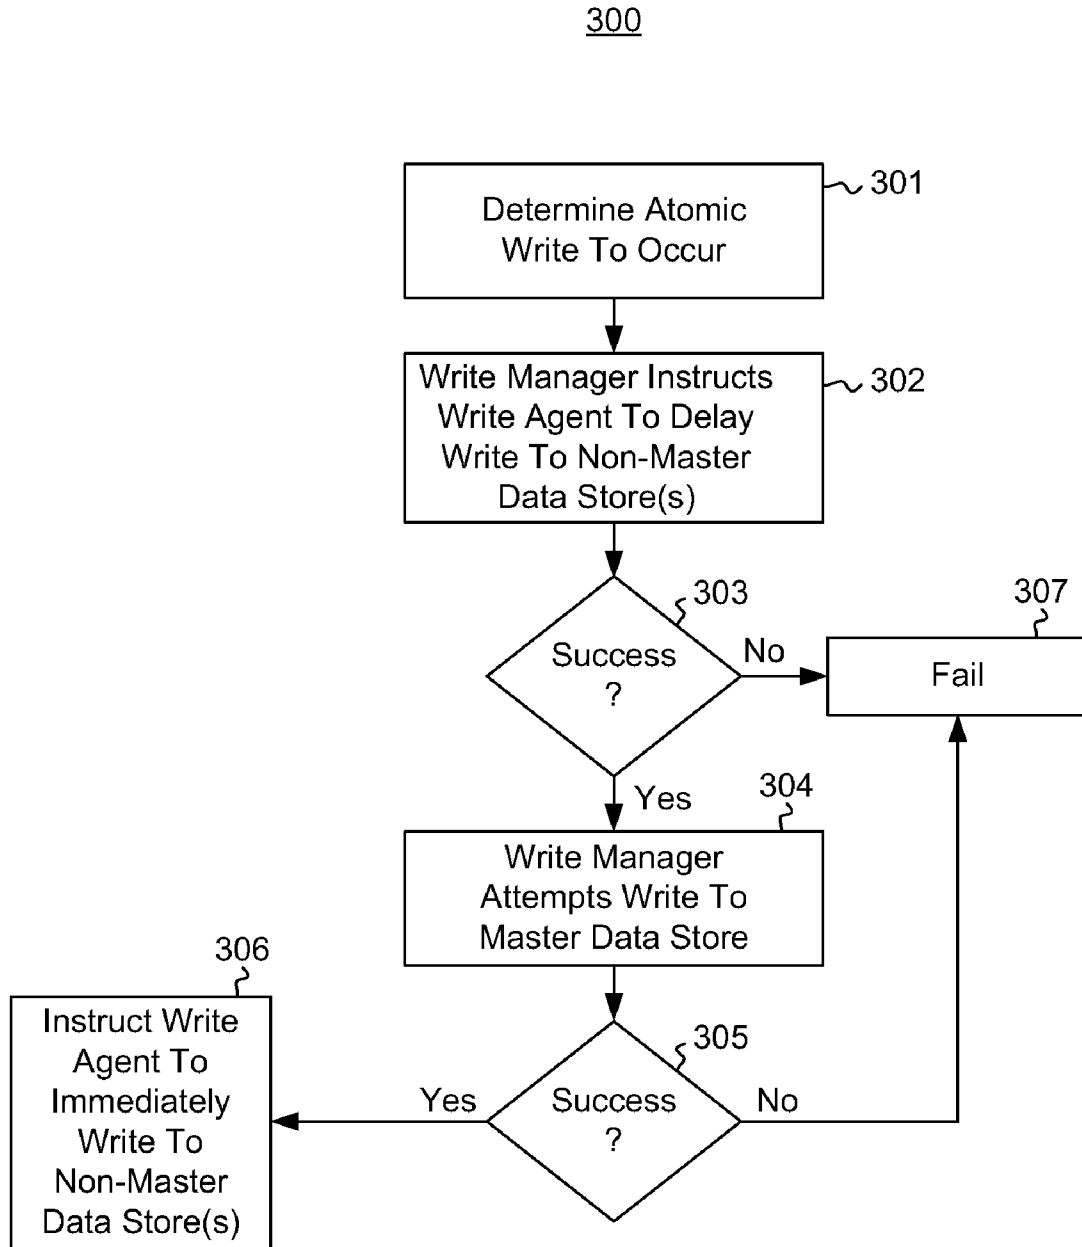 300
301
Determine Atomic
Write To Occur
Write Manager Instructs
Write Agent To Delay
Write To Non-Master
Data Store(s)
302
303
Success
?
No
307
Fail
Yes
304
Write Manager
Attempts Write To
Master Data Store
306
Instruct Write
Agent To
Immediately
Write To
Non-Master
Data Store(s)
Yes
305
Success
?
No